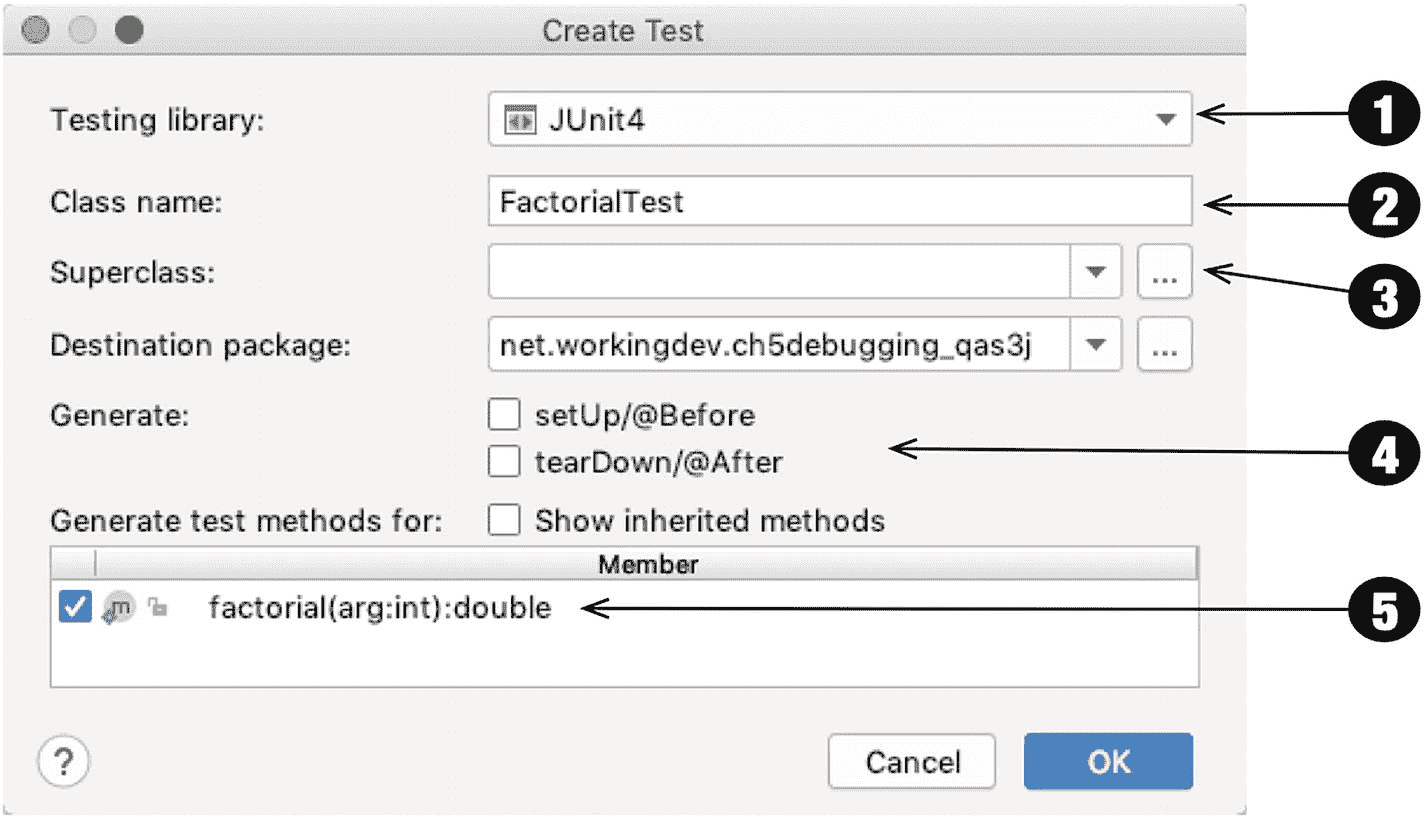 Create Test
Testing library: JUnit4 1
Class name: FactorialTest 2
Superclass: ... 3
Destination package: net.workingdev.ch5debugging_qas3j ...
Generate: setUp/@Before
tearDown/@After 4
Generate test methods for: Show inherited methods
Member
m factorial(arg:int):double 5
? Cancel OK